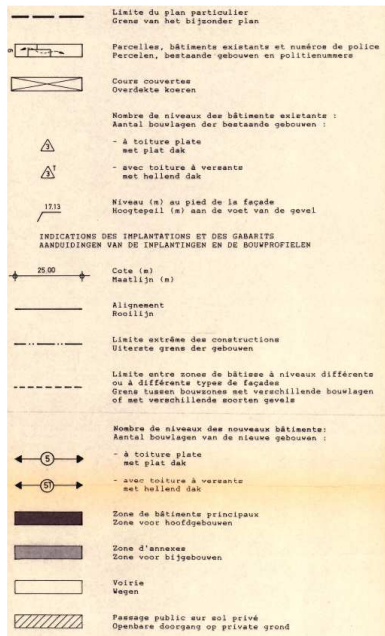 Limite du plan particulier
Grens van het bijzonder plan
Parcelles, bâtiments existants et numéros de police
Percelen, bestaande gebouwen en politienummers
Cours couvertes
Overdekte koeren
Nombre de niveaux des bâtiments existants :
Aantal bouwlagen der bestaande gebouwen :
3
- à toiture plate
met plat dak
3 T
- avec toiture à versants
met hellend dak
17.13
Niveau (m) au pied de la façade
Hoogtepeil (m) aan de voet van de gevel
INDICATIONS DES IMPLANTATIONS ET DES GABARITS
AANDUIDINGEN VAN DE INPLANTINGEN EN DE BOUWPROFIELEN
25.00
Cote (m)
Maatlijn (m)
Alignement
Rooilijn
Limite extrême des constructions
Uiterste grens der gebouwen
Limite entre zones de bâtisse à niveaux différents
ou à différents types de façades
Grens tussen bouwzones met verschillende bouwlagen
of met verschillende soorten gevels
Nombre de niveaux des nouveaux bâtiments:
Aantal bouwlagen van de nieuwe gebouwen :
5
- à toiture plate
met plat dak
5T
- avec toiture à versants
met hellend dak
Zone de bâtiments principaux
Zone voor hoofdgebouwen
Zone d'annexes
Zone voor bijgebouwen
Voirie
Wegen
Passage public sur sol privé
Openbare doorgang op private grond